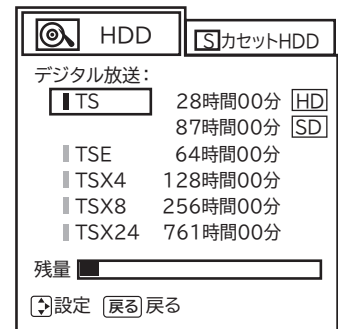 HDD SカセットHDD
デジタル放送：
TS 28時間00分 HD
87時間00分 SD
TSE 64時間00分
TSX4 128時間00分
TSX8 256時間00分
TSX24 761時間00分
残量
設定 戻る 戻る